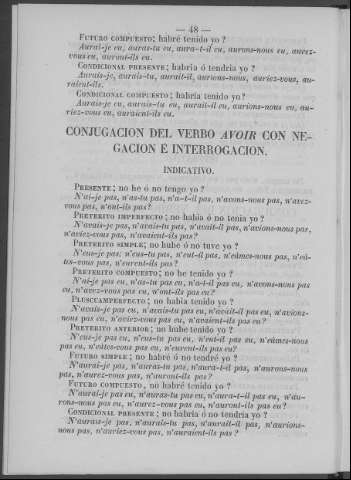 — 48 —
FUTURO COMPUESTO; habré tenido yo?
Aurai-je eu, auras-tu eu, aura-t-il eu, aurons-nous eu, aurez-
vous eu, auront-ils eu.
CONDICIONAL PRESENTE; habria ó tendria yo?
Aurais-je, aurais-tu, aurait-il, aurions-nous, auriez-vous, au-
raient-ils.
CONDICIONAL COMPUESTO; habria tenido yo?
Aurais-je eu, aurais-tu eu, aurait-il eu, aurions-nous eu, au-
riez-vous eu, auraient-ils eu.
CONJUGACION DEL VERBO AVOIR CON NE-
GACION É INTERROGACION.
INDICATIVO.
PRESENTE; no he ó no tengo yo?
N'ai-je pas, n'as-tu pas, n'a-t-il pas, n'avons-nous pas, n'avez-
vous pas, n'ont-ils pas?
PRETERITO IMPERFECTO; no habia ó no tenia yo?
N'avais-je pas, n'avais-tu pas, n'avait-il pas, n'avions-nous pas,
n'aviez-vous pas, n'avaient-ils pas?
PRETERITO SIMPLE; no hube ó no tuve yo?
N'eus-je pas, n'eus-tu pas, n'eut-il pas, n'eûmes-nous pas, n'eû-
tes-vous pas, n'eurent-ils pas?
PRETERITO COMPUESTO; no he tenido yo?
N'ai-je pas eu, n'as-tu pas eu, n'a-t-il pas eu, n'avons-nous pas
eu, n'avez-vous pas eu, n'ont-ils pas eu?
PLUSCUAMPERFECTO; no habia tenido yo?
N'avais-je pas eu, n'avais-tu pas eu, n'avait-il pas eu, n'avions-
nous pas eu, n'aviez-vous pas eu, n'avaient-ils pas eu?
PRETERITO ANTERIOR; no hube tenido yo?
N'eus-je pas eu, n'eus-tu pas eu, n'eut-il pas eu, n'eûmes-nous
pas eu, n'eûtes-vous pas eu, n'eurent-ils pas eu?
FUTURO SIMPLE; no habré ó no tendré yo?
N'aurai-je pas, n'auras-tu pas, n'aura-t-il pas, n'aurons-nous
pas, n'aurez-vous pas, n'auront-ils pas?
FUTURO COMPUESTO, no habré tenido yo?
N'aurai-je pas eu, n'auras-tu pas eu, n'aura-t-il pas eu, n'au-
rons-nous pas eu, n'aurez-vous pas eu, n'auront-ils pas eu?
CONDICIONAL PRESENTE; no habria ó no tendria yo?
N'aurais-je pas, n'aurais-tu pas, n'aurait-il pas, n'aurions-
nous pas, n'auriez-vous pas, n'auraient-ils pas?